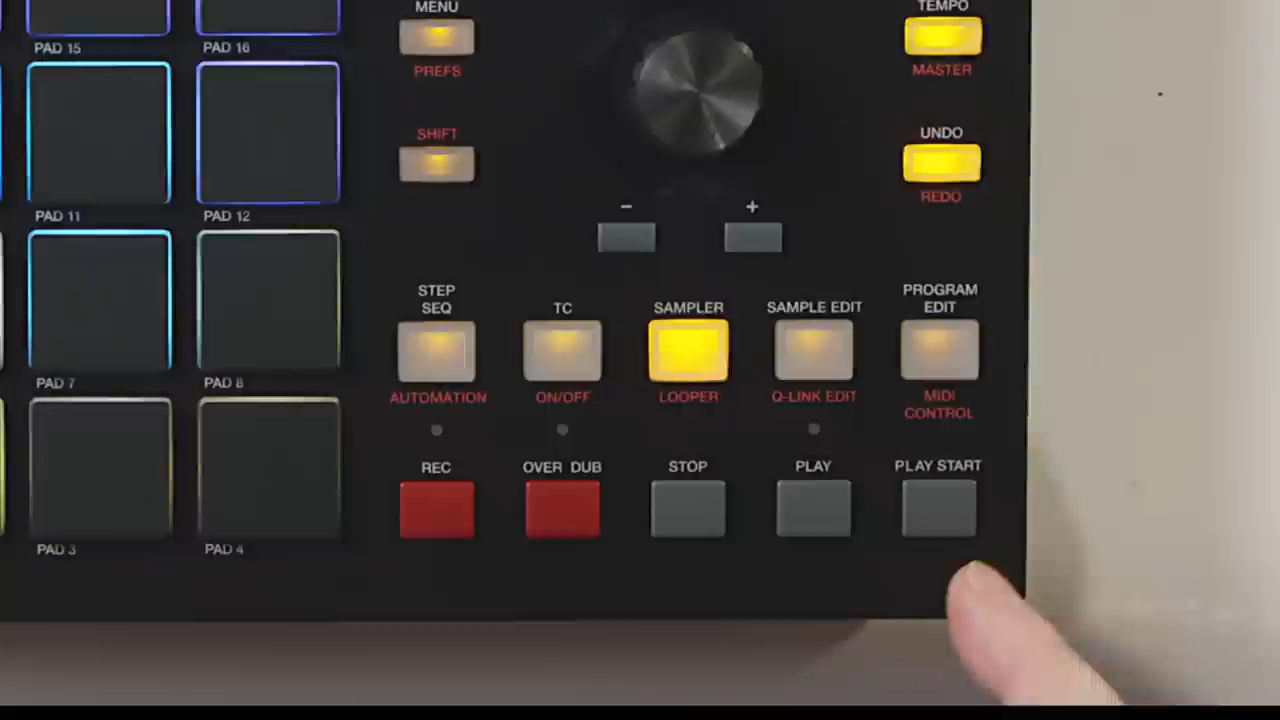 MENU
TEMPO
PAD 15
PAD 16
PREFS
MASTER
SHIFT
UNDO
REDO
PAD 11
PAD 12
−
+
STEP
SEQ
TC
SAMPLER
SAMPLE EDIT
PROGRAM
EDIT
PAD 7
PAD 8
AUTOMATION
ON/OFF
LOOPER
Q-LINK EDIT
MIDI
CONTROL
REC
OVER DUB
STOP
PLAY
PLAY START
PAD 3
PAD 4